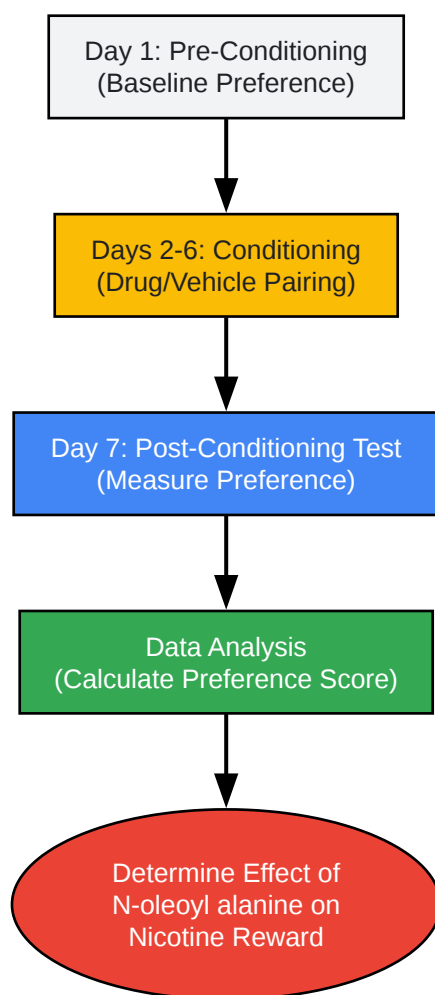 Day 1: Pre-Conditioning
(Baseline Preference)
Days 2-6: Conditioning
(Drug/Vehicle Pairing)
Day 7: Post-Conditioning Test
(Measure Preference)
Data Analysis
(Calculate Preference Score)
Determine Effect of
N-oleoyl alanine on
Nicotine Reward